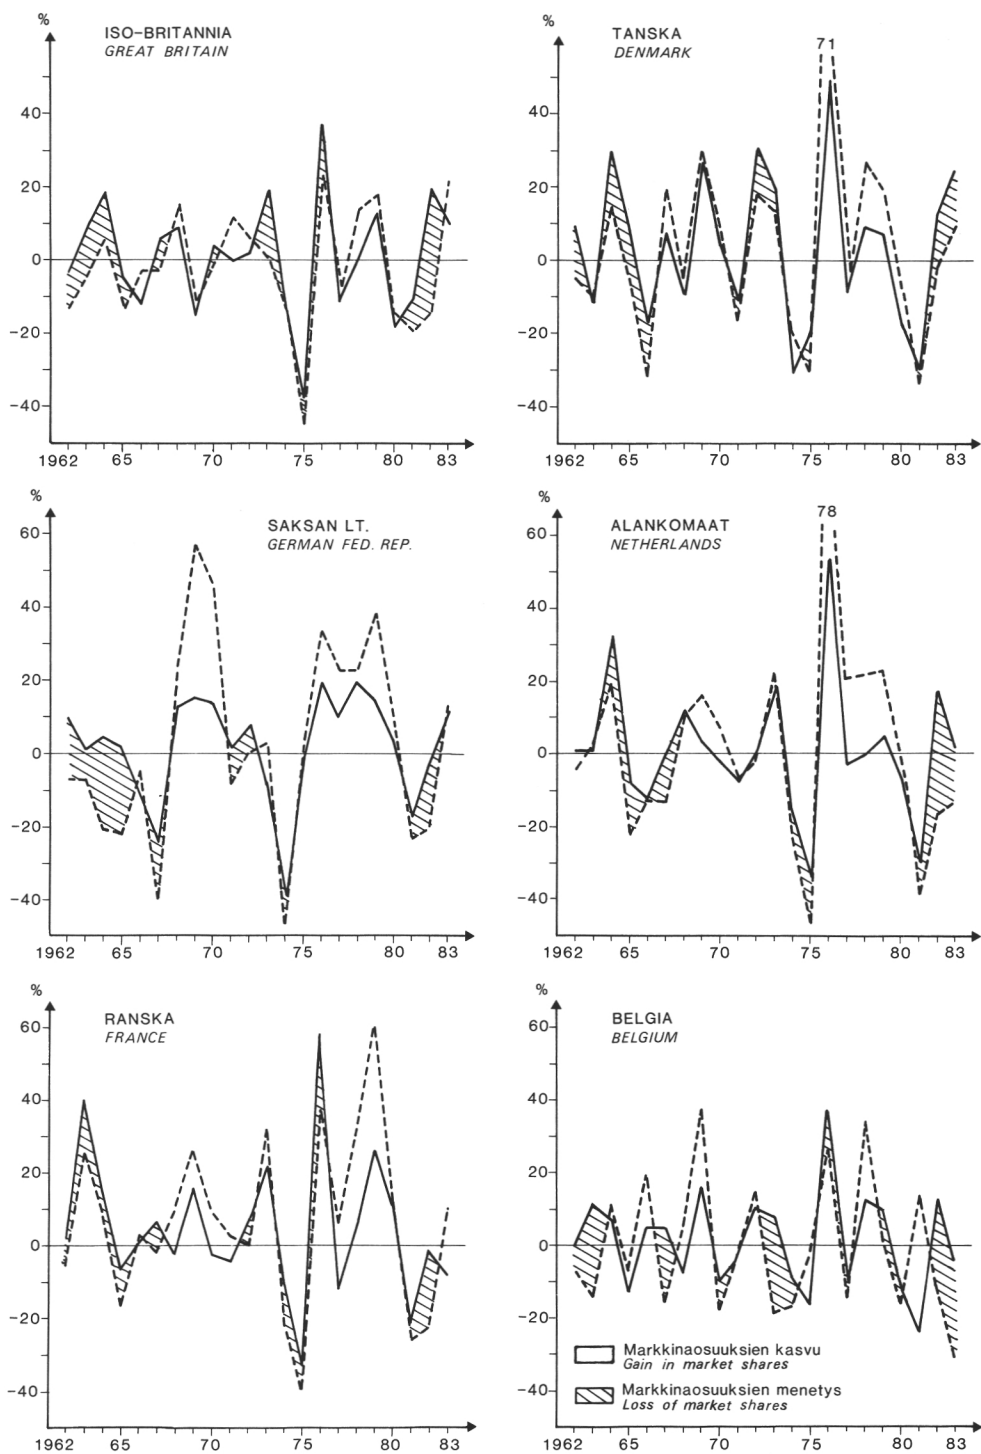 %
ISO-BRITANNIA
GREAT BRITAIN
40
20
0
-20
-40
1962 65 70 75 80 83
%
TANSKA
DENMARK
71
40
20
0
-20
-40
1962 65 70 75 80 83
%
SAKSAN LT.
GERMAN FED. REP.
60
40
20
0
-20
-40
1962 65 70 75 80 83
%
ALANKOMAAT
NETHERLANDS
78
60
40
20
0
-20
-40
1962 65 70 75 80 83
%
RANSKA
FRANCE
60
40
20
0
-20
-40
1962 65 70 75 80 83
%
BELGIA
BELGIUM
60
40
20
0
-20
-40
Markkinaosuuksien kasvu
Gain in market shares
Markkinaosuuksien menetys
Loss of market shares
1962 65 70 75 80 83